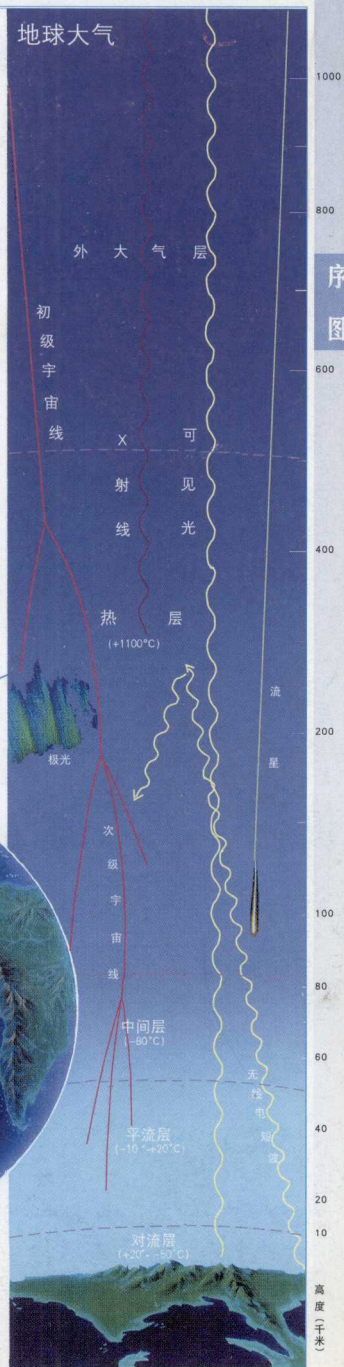 地球大气
1000
外大气层
800
序
图
初级宇宙线
600
X射线
可见光
400
热层
(+1100°C)
流星
200
极光
次级宇宙线
100
80
中间层
(-80°C)
60
无线电短波
40
平流层
(-10°-+20°C)
20
对流层
(+20°- -50°C)
10
高度（千米）